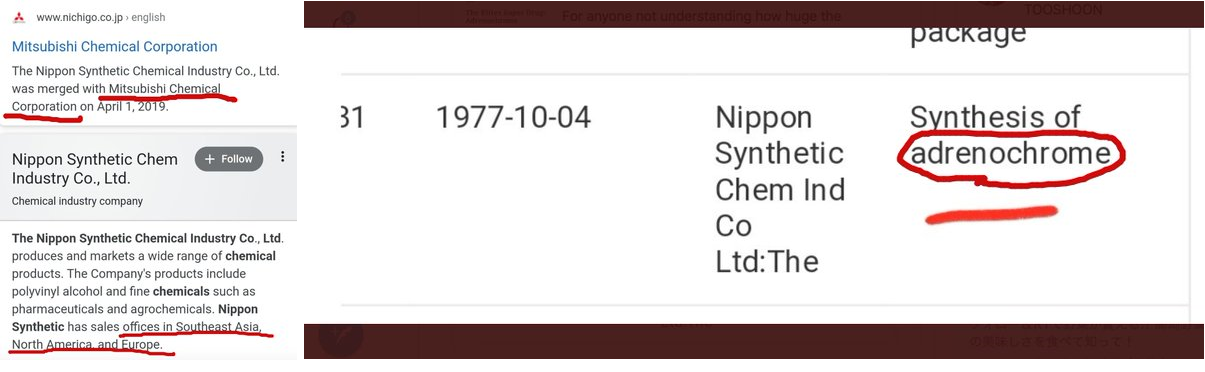 www.nichigo.co.jp › english
Mitsubishi Chemical Corporation
The Nippon Synthetic Chemical Industry Co., Ltd.
was merged with Mitsubishi Chemical
Corporation on April 1, 2019.
Nippon Synthetic Chem
Industry Co., Ltd.
+ Follow
Chemical industry company
The Nippon Synthetic Chemical Industry Co., Ltd.
produces and markets a wide range of chemical
products. The Company's products include
polyvinyl alcohol and fine chemicals such as
pharmaceuticals and agrochemicals. Nippon
Synthetic has sales offices in Southeast Asia,
North America, and Europe.
For anyone not understanding how huge the
TOOSHOON
package
31
1977-10-04
Nippon
Synthetic
Chem Ind
Co
Ltd:The
Synthesis of
adrenochrome